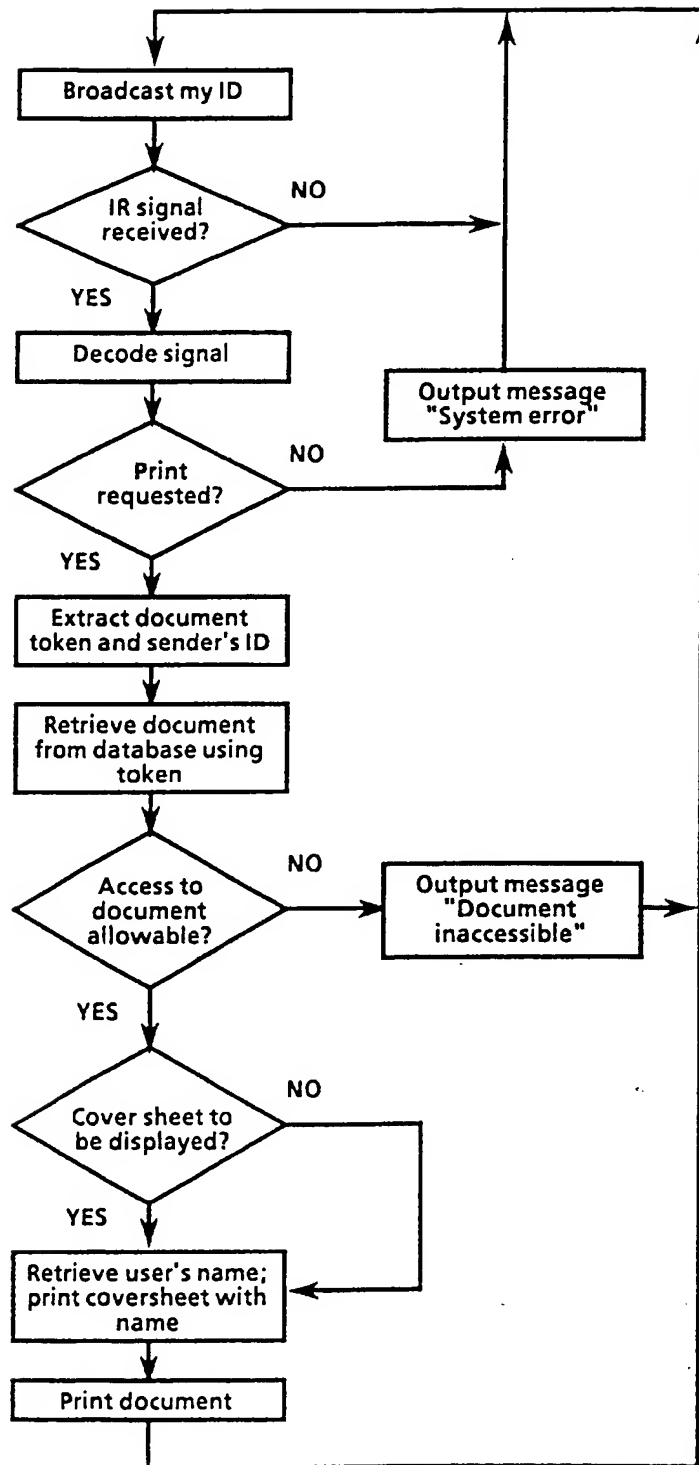 Broadcast my ID
IR signal
received?
NO
YES
Decode signal
Output message
"System error"
Print
requested?
NO
YES
Extract document
token and sender's ID
Retrieve document
from database using
token
Access to
document
allowable?
NO
Output message
"Document
inaccessible"
YES
Cover sheet to
be displayed?
NO
YES
Retrieve user's name;
print coversheet with
name
Print document